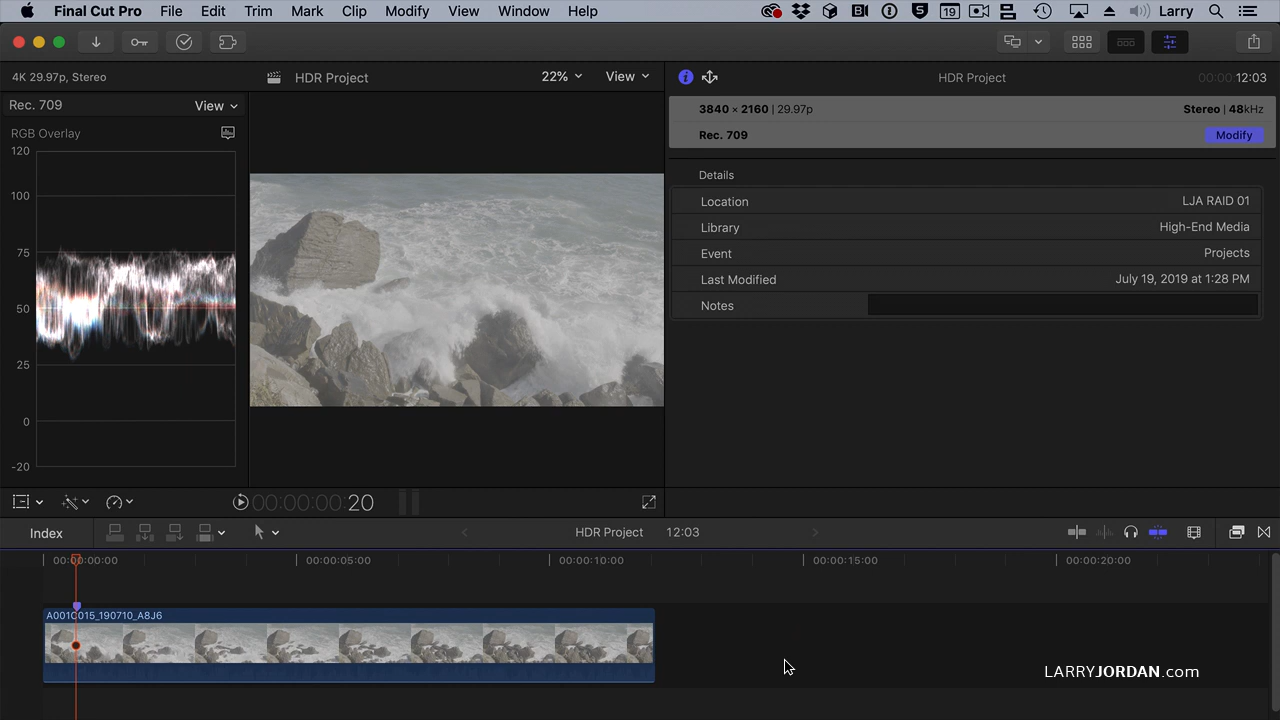 Final Cut Pro File Edit Trim Mark Clip Modify View Window Help 19 Larry
4K 29.97p, Stereo HDR Project 22% View HDR Project 00:00:12:03
Rec. 709 View
RGB Overlay
120
100
75
50
25
0
-20
3840 × 2160 | 29.97p Stereo | 48kHz
Rec. 709 Modify
Details
Location LJA RAID 01
Library High-End Media
Event Projects
Last Modified July 19, 2019 at 1:28 PM
Notes
00:00:00:20
Index HDR Project 12:03
00:00:00:00 00:00:05:00 00:00:10:00 00:00:15:00 00:00:20:00
A001C015_190710_A8J6
LARRYJORDAN.com